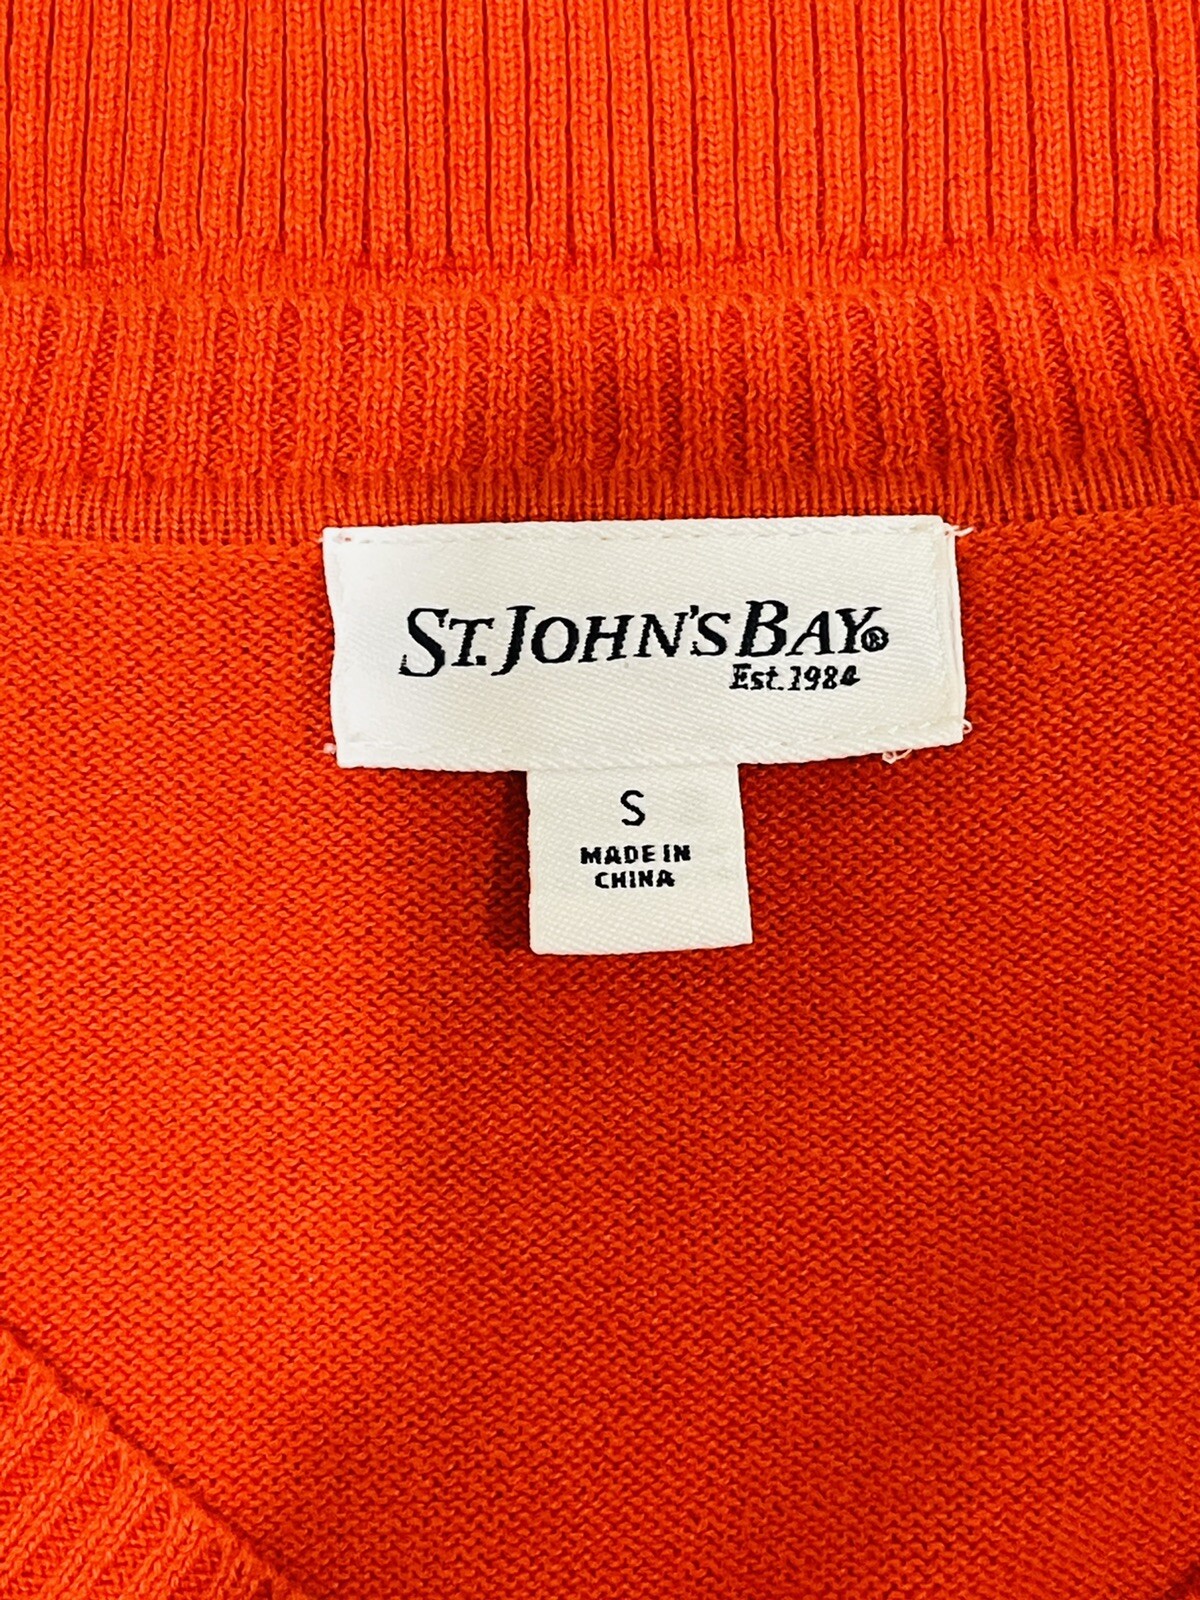 ST. JOHN'S BAY®
Est. 1984
S
MADE IN
CHINA